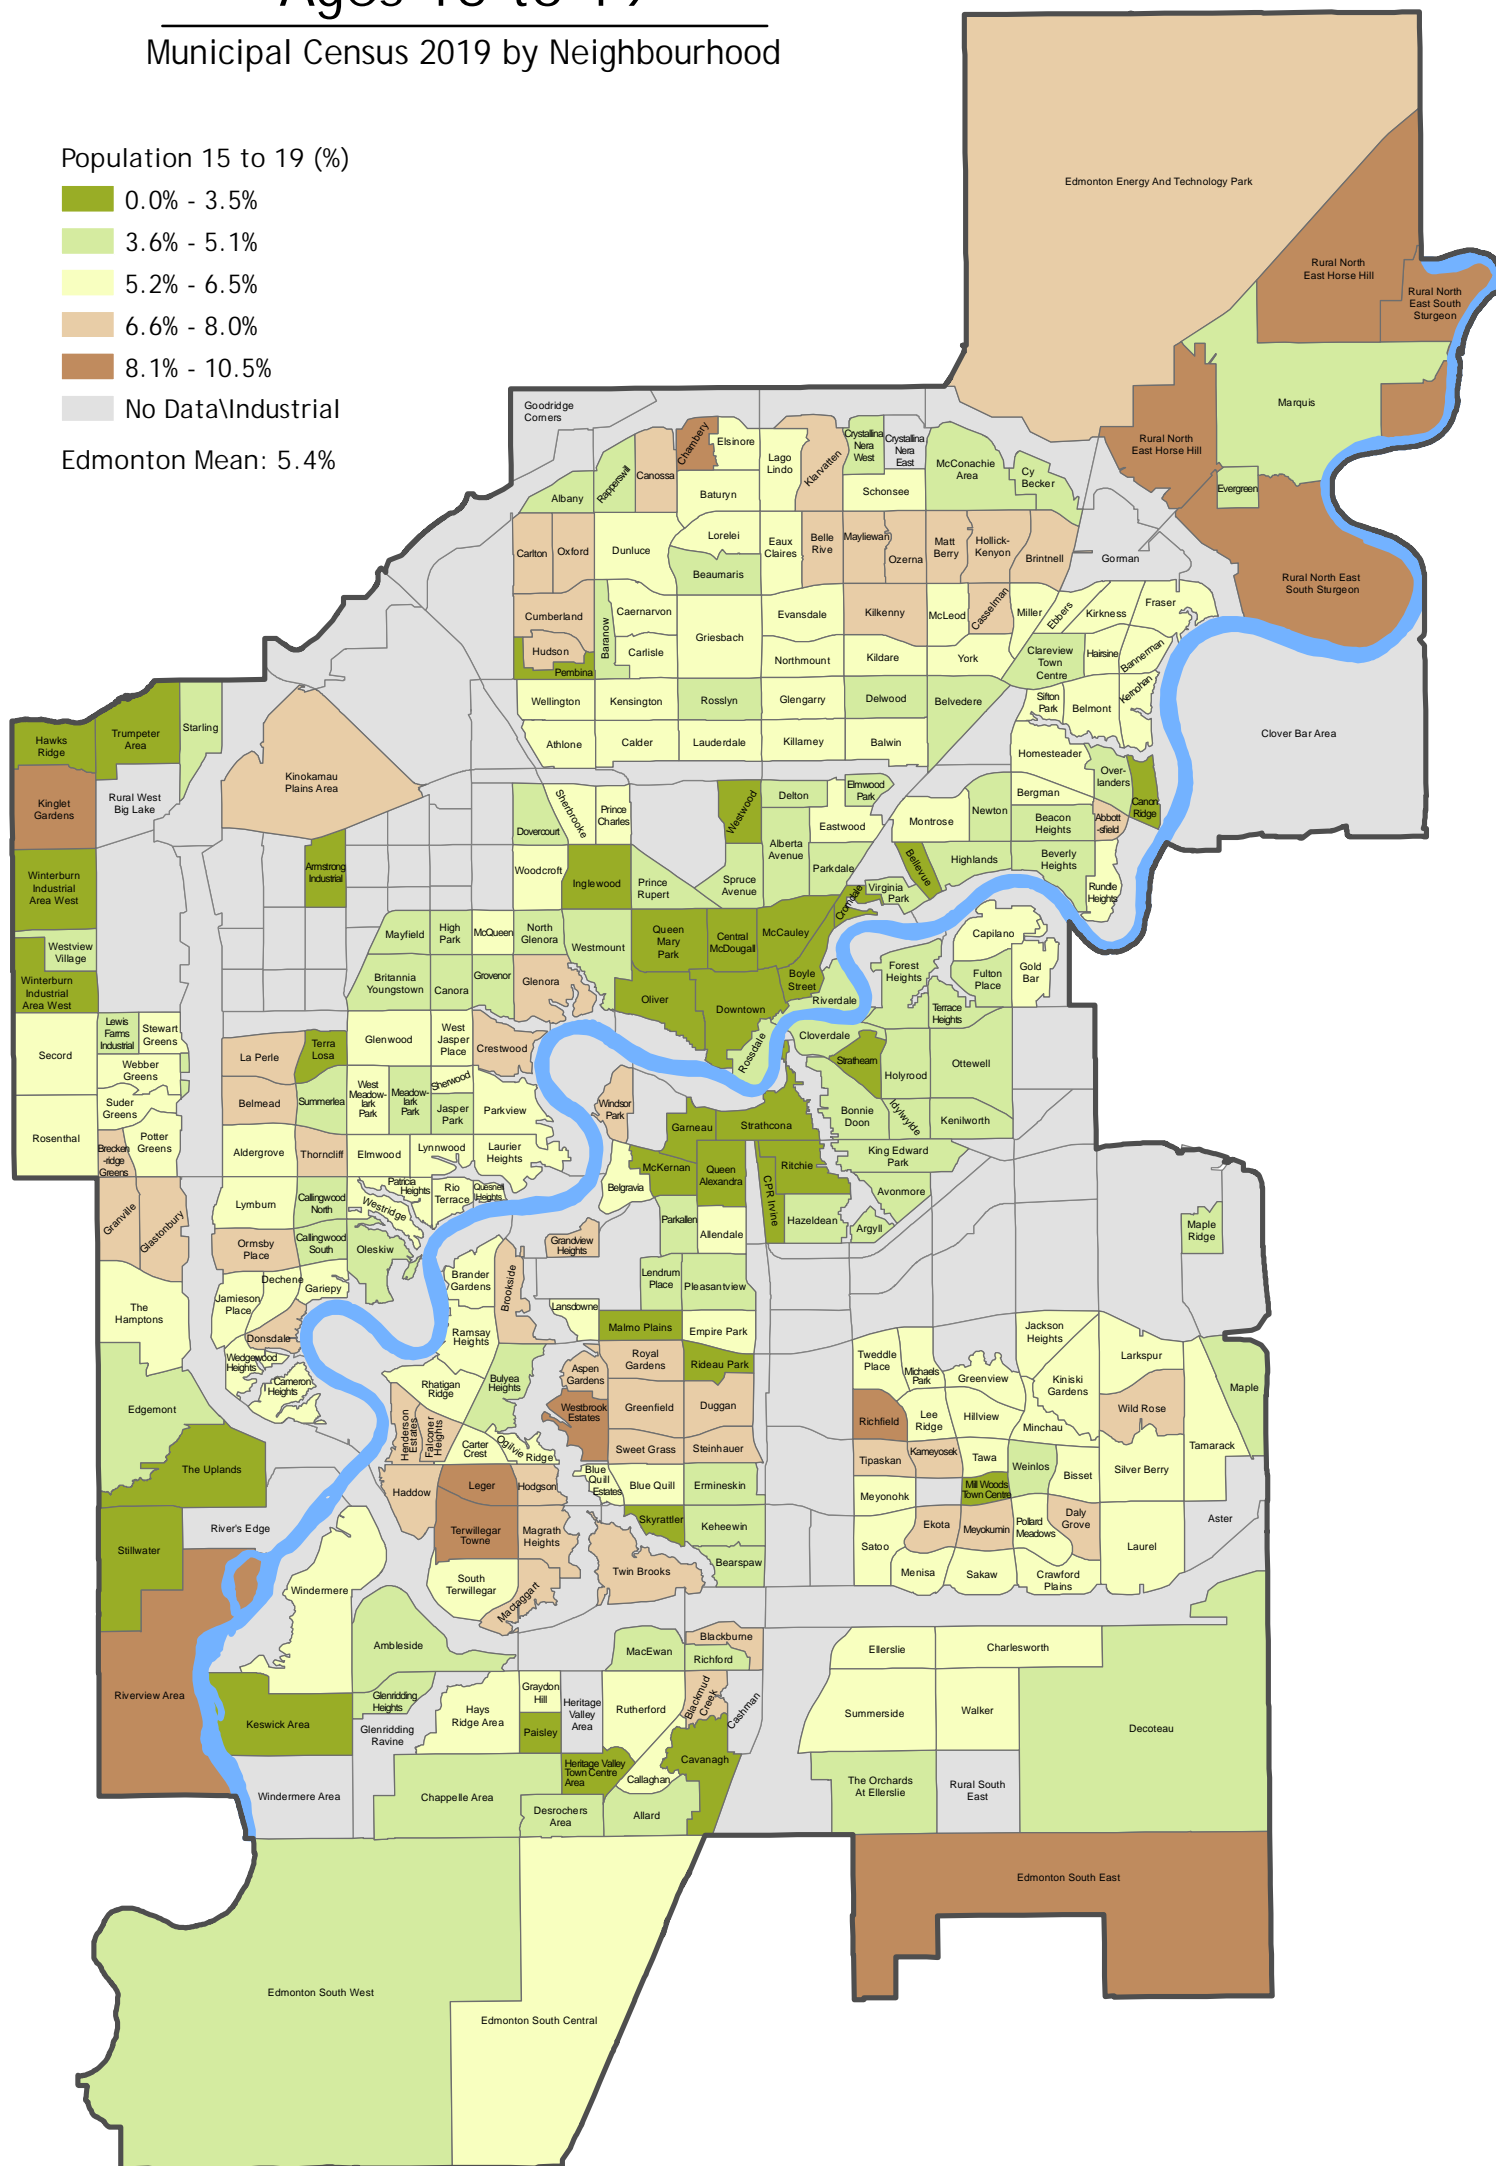 Ages 15 to 19
Municipal Census 2019 by Neighbourhood
Population 15 to 19 (%)
0.0% - 3.5%
3.6% - 5.1%
5.2% - 6.5%
6.6% - 8.0%
8.1% - 10.5%
No Data\Industrial
Edmonton Mean: 5.4%
Edmonton Energy And Technology Park
Rural North
East Horse Hill
Rural North
East South
Sturgeon
Marquis
Rural North
East Horse Hill
Evergreen
Rural North East
South Sturgeon
Goodridge
Corners
Chambery
Elsinore
Lago
Lindo
Klarvatten
Crystallina
Nera
West
Crystallina
Nera
East
McConachie
Area
Cy
Becker
Albany
Rapperswill
Canossa
Baturyn
Schonsee
Carlton
Oxford
Dunluce
Lorelei
Beaumaris
Eaux
Claires
Belle
Rive
Mayliewan
Ozerna
Matt
Berry
Hollick-
Kenyon
Brintnell
Gorman
Cumberland
Hudson
Pembina
Baranow
Caernarvon
Carlisle
Griesbach
Evansdale
Northmount
Kilkenny
Kildare
McLeod
Casselman
York
Miller
Ebbers
Kirkness
Fraser
Clareview
Town
Centre
Hairsine
Bannerman
Kernohan
Sifton
Park
Belmont
Wellington
Kensington
Rosslyn
Glengarry
Delwood
Belvedere
Athlone
Calder
Lauderdale
Killarney
Balwin
Clover Bar Area
Homesteader
Over-
landers
Canon
Ridge
Bergman
Abbott
-sfield
Hawks
Ridge
Trumpeter
Area
Starling
Kinglet
Gardens
Rural West
Big Lake
Kinokamau
Plains Area
Winterburn
Industrial
Area West
Armstrong
Industrial
Westview
Village
Winterburn
Industrial
Area West
Dovercourt
Sherbrooke
Prince
Charles
Westwood
Delton
Elmwood
Park
Eastwood
Alberta
Avenue
Parkdale
Spruce
Avenue
Montrose
Newton
Beacon
Heights
Bellevue
Highlands
Beverly
Heights
Rundle
Heights
Virginia
Park
Cromdale
Woodcroft
Inglewood
Prince
Rupert
Mayfield
High
Park
McQueen
North
Glenora
Westmount
Queen
Mary
Park
Central
McDougall
McCauley
Boyle
Street
Britannia
Youngstown
Canora
Grovenor
Glenora
Oliver
Downtown
Riverdale
Rossdale
Cloverdale
Forest
Heights
Terrace
Heights
Capilano
Fulton
Place
Gold
Bar
Secord
Lewis
Farms
Industrial
Stewart
Greens
Webber
Greens
Suder
Greens
Rosenthal
Brecken
-ridge
Greens
Potter
Greens
La Perle
Terra
Losa
Belmead
Summerlea
Glenwood
West
Jasper
Place
Crestwood
West
Meadow-
lark
Park
Meadow-
lark
Park
Sherwood
Jasper
Park
Parkview
Windsor
Park
Garneau
Strathcona
Strathearn
Holyrood
Ottewell
Bonnie
Doon
Idylwylde
Kenilworth
King Edward
Park
Aldergrove
Thorncliff
Elmwood
Lynnwood
Laurier
Heights
McKernan
Queen
Alexandra
Ritchie
CPR Irvine
Belgravia
Parkallen
Allendale
Hazeldean
Avonmore
Argyll
Granville
Glastonbury
Lymburn
Callingwood
North
Patricia
Heights
Westridge
Rio
Terrace
Quesnell
Heights
Ormsby
Place
Callingwood
South
Oleskiw
Grandview
Heights
Lendrum
Place
Pleasantview
Maple
Ridge
The
Hamptons
Jamieson
Place
Dechene
Gariepy
Donsdale
Wedgewood
Heights
Cameron
Heights
Brander
Gardens
Brookside
Ramsay
Heights
Lansdowne
Malmo Plains
Empire Park
Royal
Gardens
Rideau Park
Aspen
Gardens
Rhatigan
Ridge
Bulyea
Heights
Westbrook
Estates
Greenfield
Duggan
Sweet Grass
Steinhauer
Edgemont
The Uplands
Henderson
Estates
Falconer
Heights
Carter
Crest
Ogilvie
Ridge
Haddow
Leger
Hodgson
Blue
Quill
Estates
Blue Quill
Ermineskin
Tweddle
Place
Michaels
Park
Greenview
Jackson
Heights
Kiniski
Gardens
Larkspur
Wild Rose
Maple
Richfield
Lee
Ridge
Hillview
Minchau
Tamarack
Tipaskan
Kameyosek
Tawa
Weinlos
Bisset
Silver Berry
Meyonohk
Mill Woods
Town Centre
Ekota
Meyokumin
Pollard
Meadows
Daly
Grove
Satoo
Menisa
Sakaw
Crawford
Plains
Laurel
Aster
Stillwater
River's Edge
Terwillegar
Towne
Magrath
Heights
Skyrattler
Keheewin
Bearspaw
Twin Brooks
South
Terwillegar
Mactaggart
Windermere
Ambleside
Riverview Area
Keswick Area
Glenridding
Heights
Glenridding
Ravine
Windermere Area
MacEwan
Blackburne
Richford
Hays
Ridge Area
Graydon
Hill
Paisley
Heritage
Valley
Area
Rutherford
Blackmud
Creek
Cashman
Cavanagh
Heritage Valley
Town Centre
Area
Callaghan
Chappelle Area
Desrochers
Area
Allard
Ellerslie
Charlesworth
Summerside
Walker
Decoteau
The Orchards
At Ellerslie
Rural South
East
Edmonton South East
Edmonton South West
Edmonton South Central